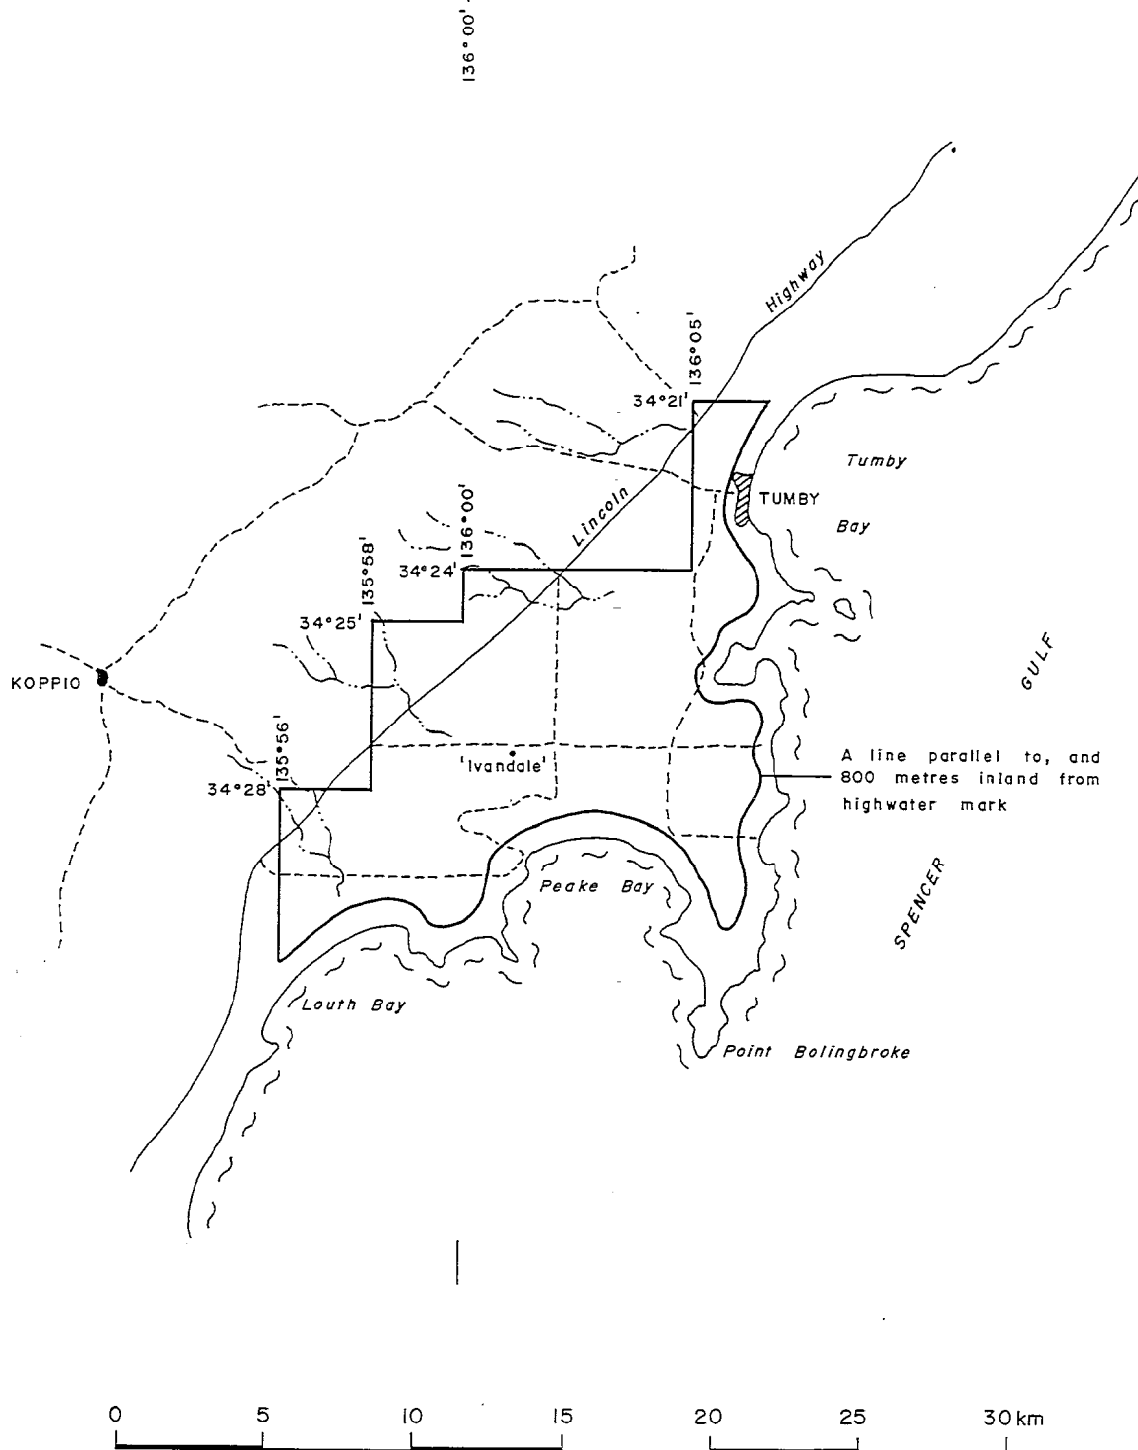 136°00'
Highway
136°05'
34°21'
Tumby
Bay
TUMBY
Lincoln
136°00'
34°24'
135°58'
34°25'
KOPPIO
GULF
135°56'
34°28'
'Ivandale'
A line parallel to, and
800 metres inland from
highwater mark
Peake Bay
SPENCER
Louth Bay
Point Bolingbroke
0 5 10 15 20 25 30 km